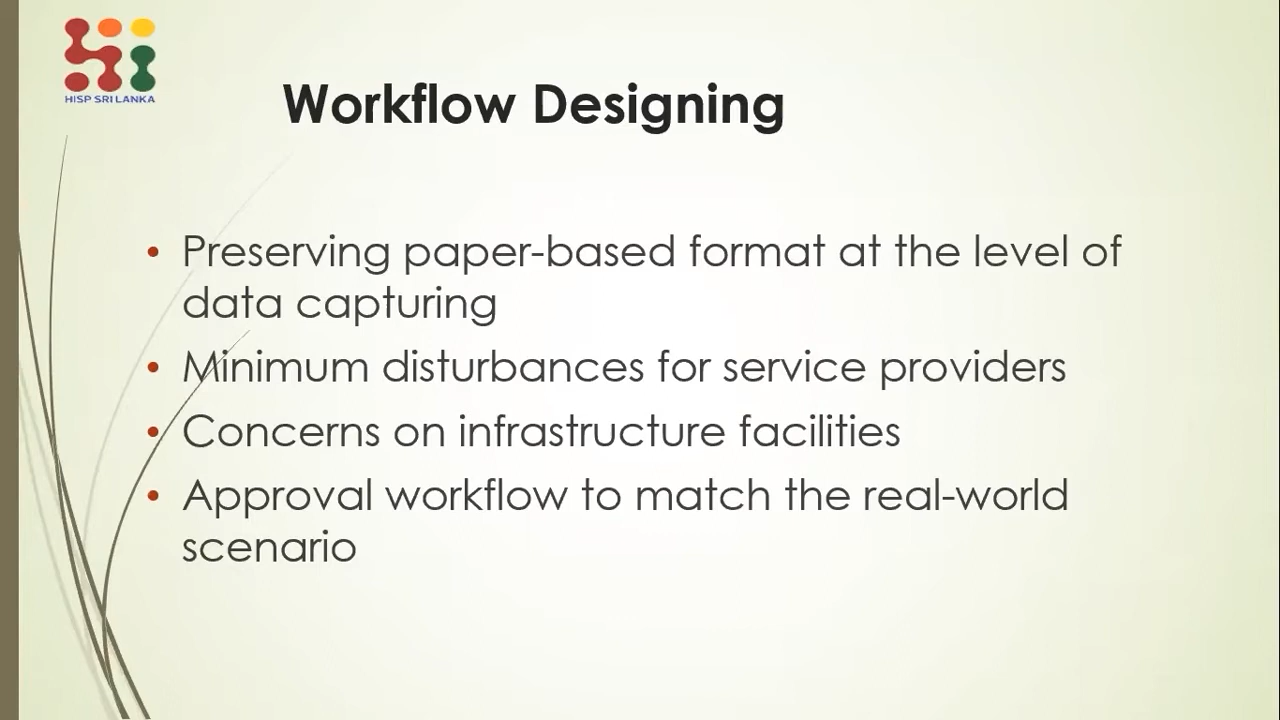 HISP SRI LANKA
Workflow Designing
• Preserving paper-based format at the level of
data capturing
• Minimum disturbances for service providers
• Concerns on infrastructure facilities
• Approval workflow to match the real-world
scenario